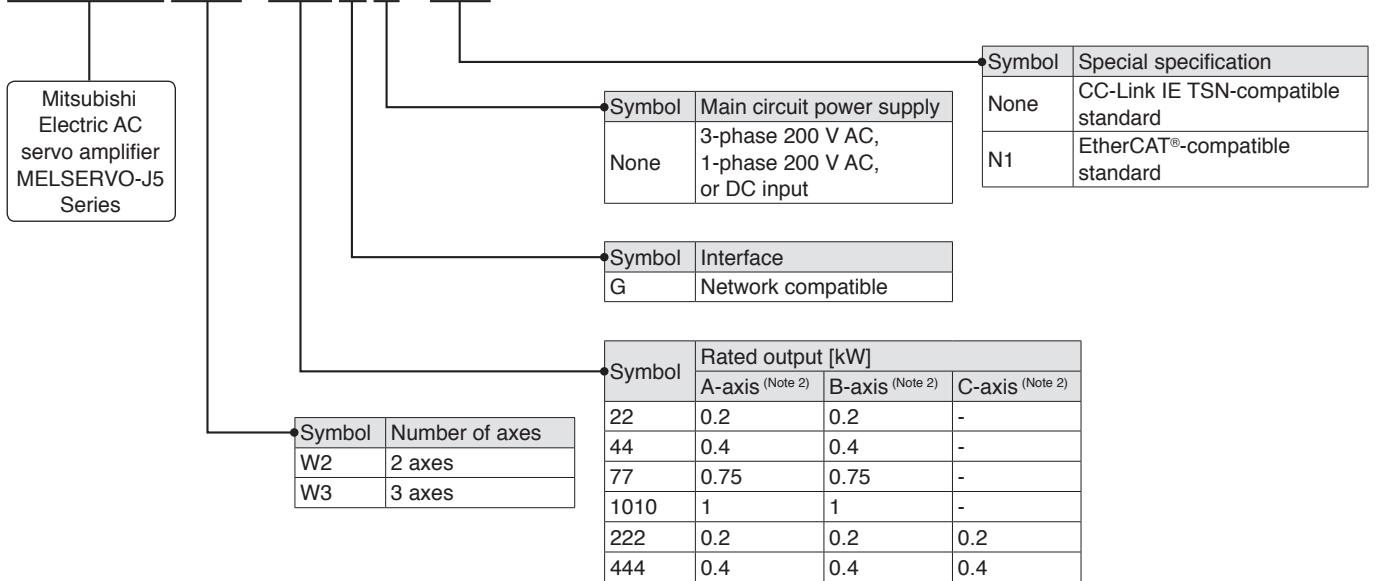 Mitsubishi
Electric AC
servo amplifier
MELSERVO-J5
Series
Symbol Special specification
None CC-Link IE TSN-compatible
standard
N1 EtherCAT®-compatible
standard
Symbol Main circuit power supply
None 3-phase 200 V AC,
1-phase 200 V AC,
or DC input
Symbol Interface
G Network compatible
Symbol Rated output [kW]
A-axis (Note 2) B-axis (Note 2) C-axis (Note 2)
22 0.2 0.2 -
44 0.4 0.4 -
77 0.75 0.75 -
1010 1 1 -
222 0.2 0.2 0.2
444 0.4 0.4 0.4
Symbol Number of axes
W2 2 axes
W3 3 axes